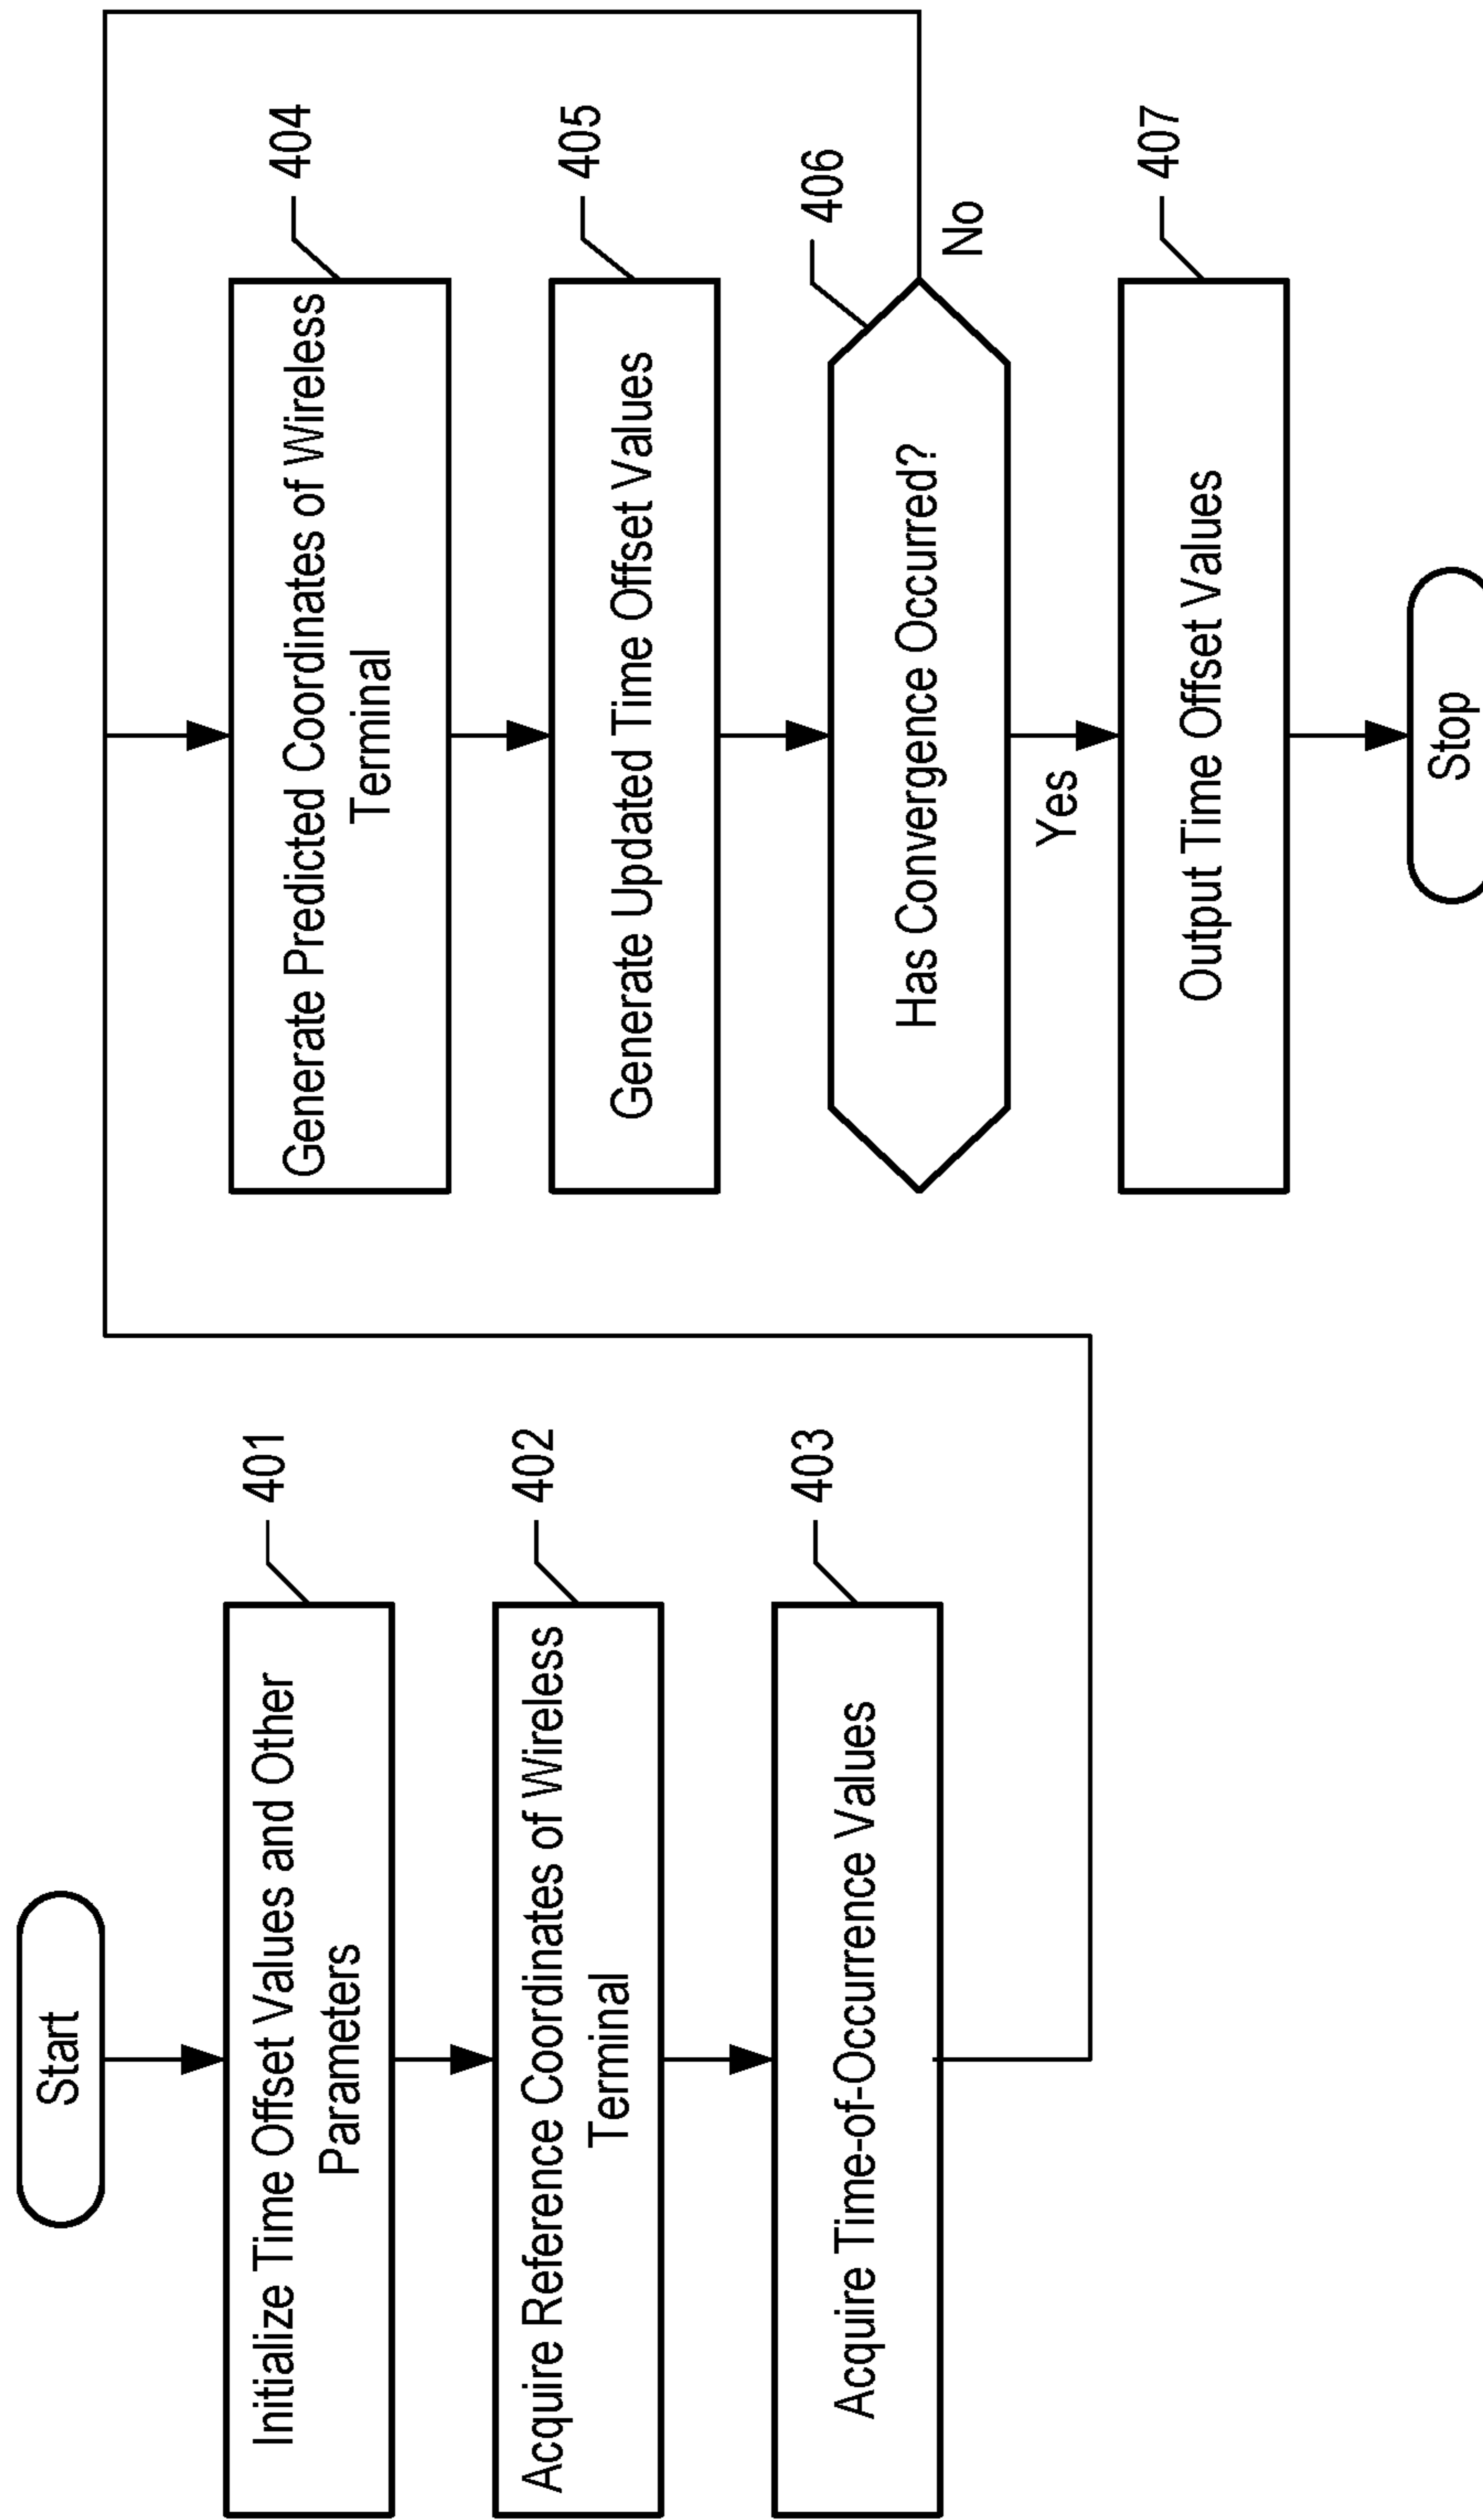 Start
Initialize Time Offset Values and Other
Parameters
401
Acquire Reference Coordinates of Wireless
Terminal
402
Acquire Time-of-Occurrence Values
403
Generate Predicted Coordinates of Wireless
Terminal
404
Generate Updated Time Offset Values
405
Has Convergence Occurred?
406
No
Yes
Output Time Offset Values
407
Stop